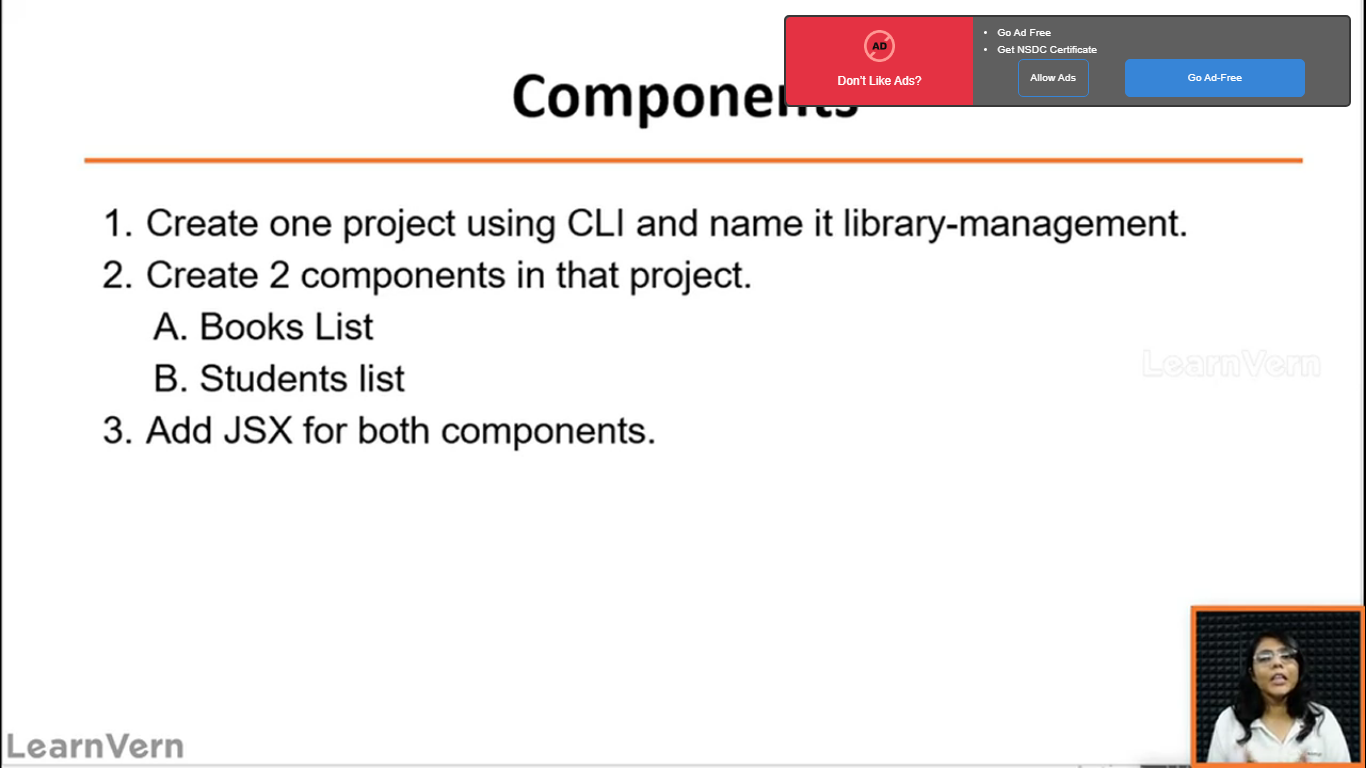 AD
Don't Like Ads?
• Go Ad Free
• Get NSDC Certificate
Allow Ads
Go Ad-Free
Components
1. Create one project using CLI and name it library-management.
2. Create 2 components in that project.
A. Books List
B. Students list
3. Add JSX for both components.
LearnVern
LearnVern